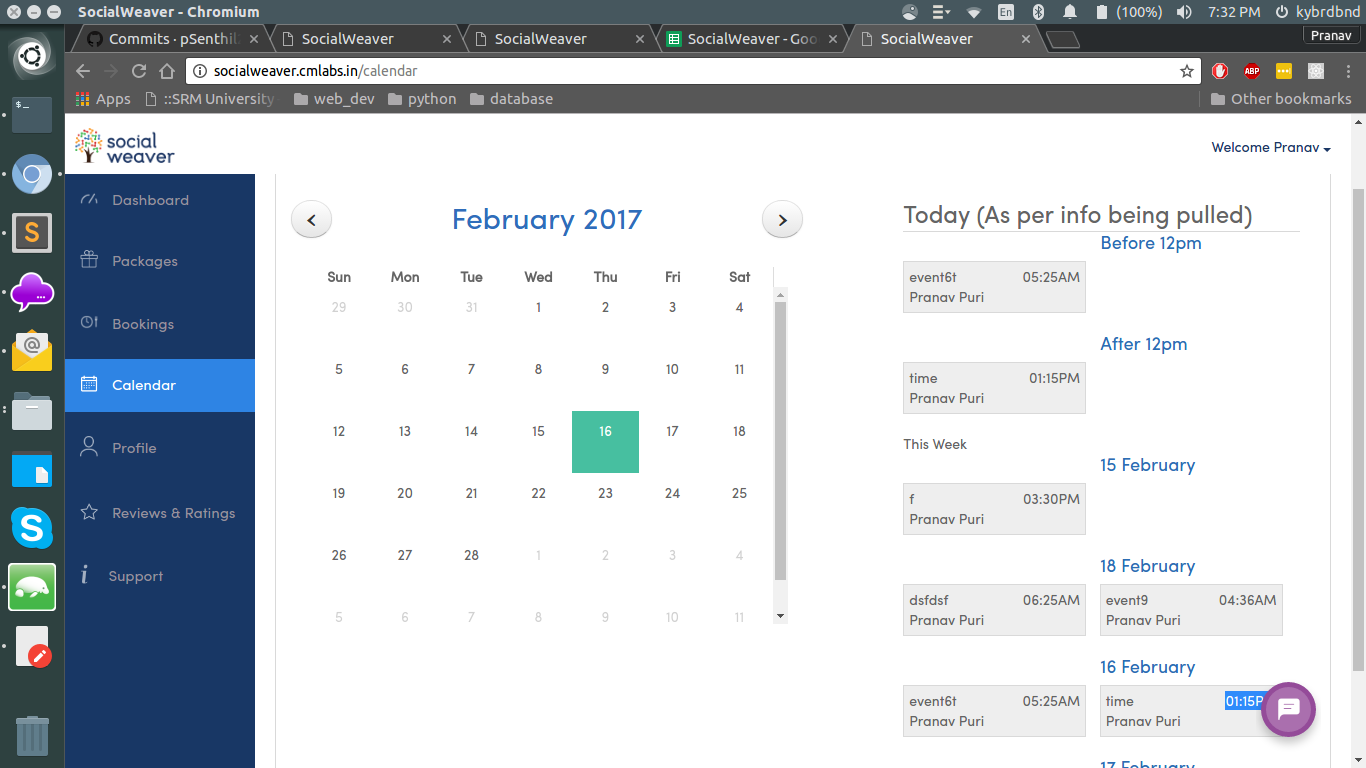 SocialWeaver - Chromium
En
(100%)
7:32 PM
kybrdbnd
Commits · pSenthil
SocialWeaver
SocialWeaver
SocialWeaver - Goo
SocialWeaver
Pranav
socialweaver.cmlabs.in/calendar
ABP
Apps
::SRM University
web_dev
python
database
Other bookmarks
social
weaver
Welcome Pranav
Dashboard
Packages
Bookings
Calendar
Profile
Reviews & Ratings
Support
February 2017
Sun Mon Tue Wed Thu Fri Sat
29 30 31 1 2 3 4
5 6 7 8 9 10 11
12 13 14 15 16 17 18
19 20 21 22 23 24 25
26 27 28 1 2 3 4
5 6 7 8 9 10 11
Today (As per info being pulled)
Before 12pm
event6t 05:25AM
Pranav Puri
After 12pm
time 01:15PM
Pranav Puri
This Week
15 February
f 03:30PM
Pranav Puri
18 February
dsfdsf 06:25AM
Pranav Puri
event9 04:36AM
Pranav Puri
16 February
event6t 05:25AM
Pranav Puri
time 01:15P
Pranav Puri
17 February